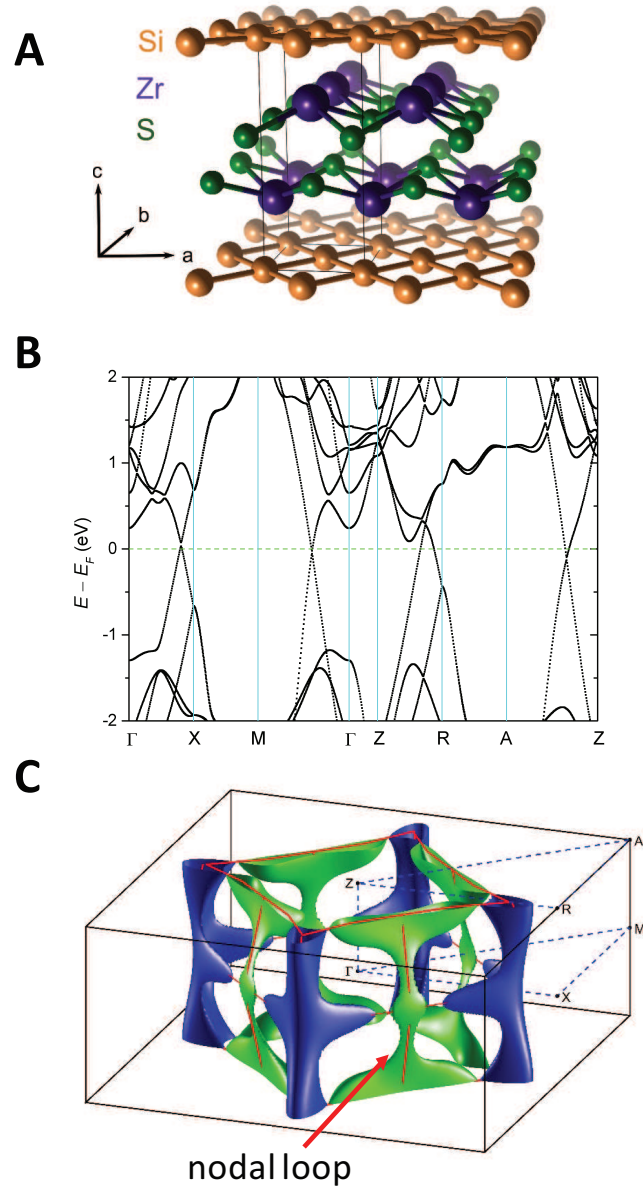 A
Si
Zr
S
c
b
a
B
2
1
0
-1
-2
E − E_F (eV)
Γ X M Γ Z R A Z
C
A
Z
R
M
Γ
X
nodal loop